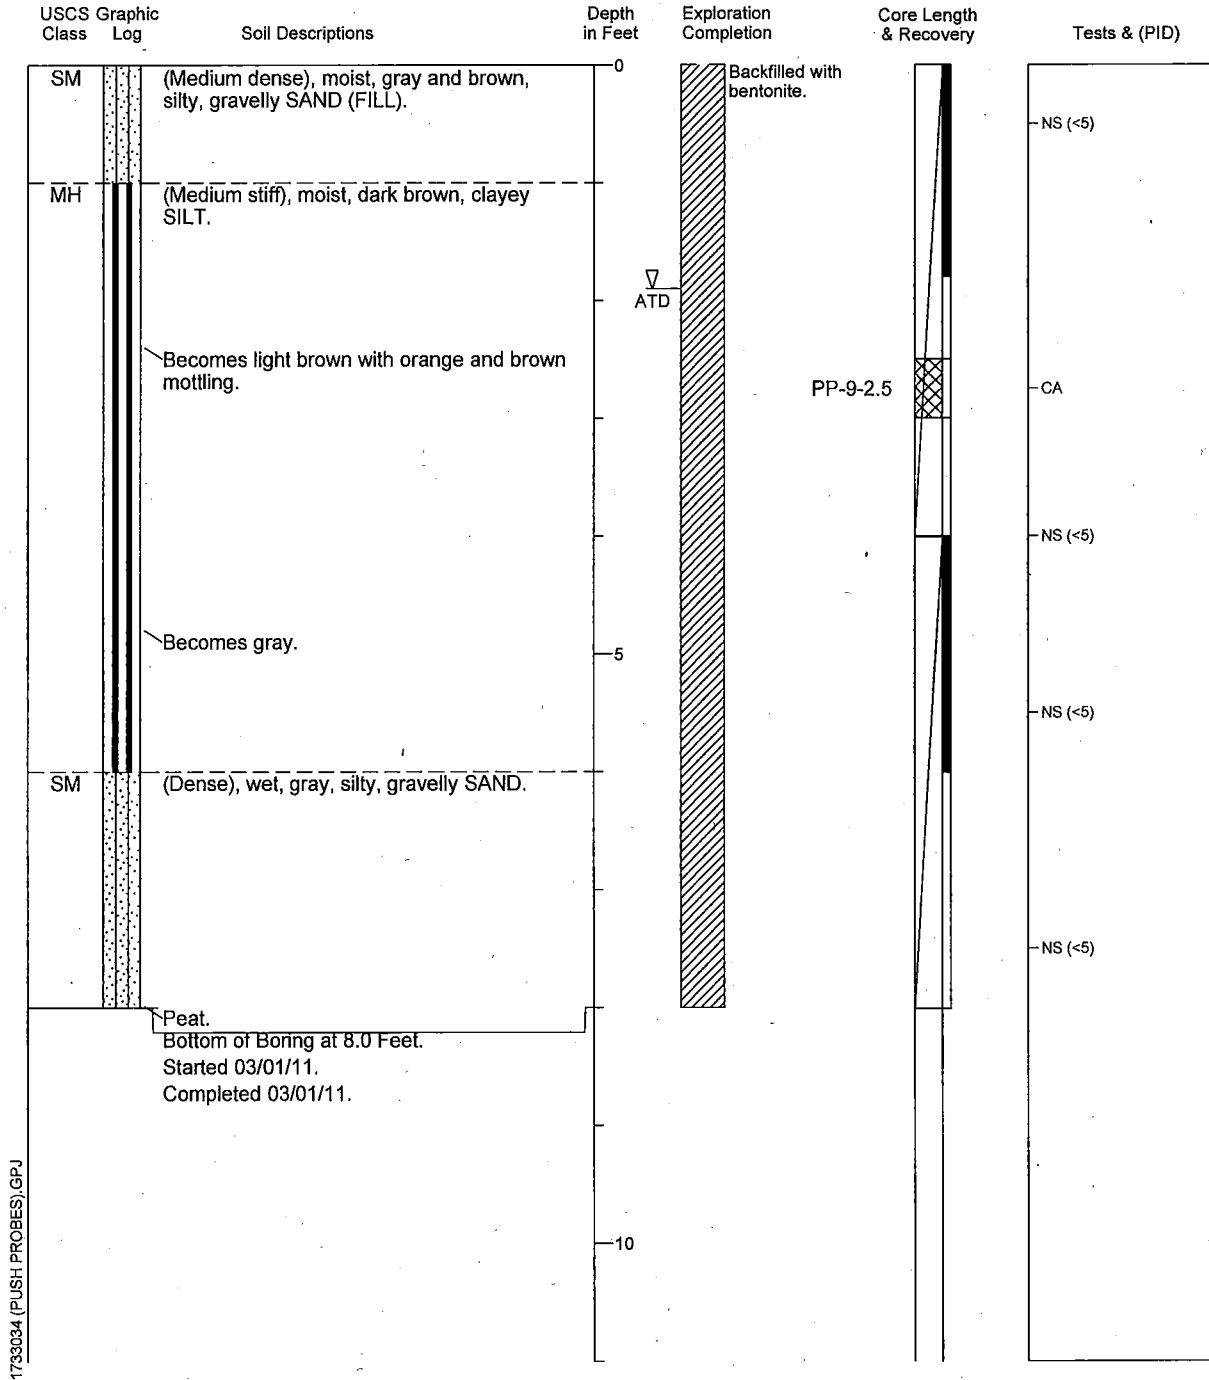 USCS Graphic
Class Log
Soil Descriptions
Depth
in Feet
Exploration
Completion
Core Length
& Recovery
Tests & (PID)
SM
(Medium dense), moist, gray and brown,
silty, gravelly SAND (FILL).
0
Backfilled with
bentonite.
NS (<5)
MH
(Medium stiff), moist, dark brown, clayey
SILT.
ATD
Becomes light brown with orange and brown
mottling.
PP-9-2.5
CA
NS (<5)
Becomes gray.
5
NS (<5)
SM
(Dense), wet, gray, silty, gravelly SAND.
NS (<5)
Peat.
Bottom of Boring at 8.0 Feet.
Started 03/01/11.
Completed 03/01/11.
10
1733034 (PUSH PROBES).GPJ